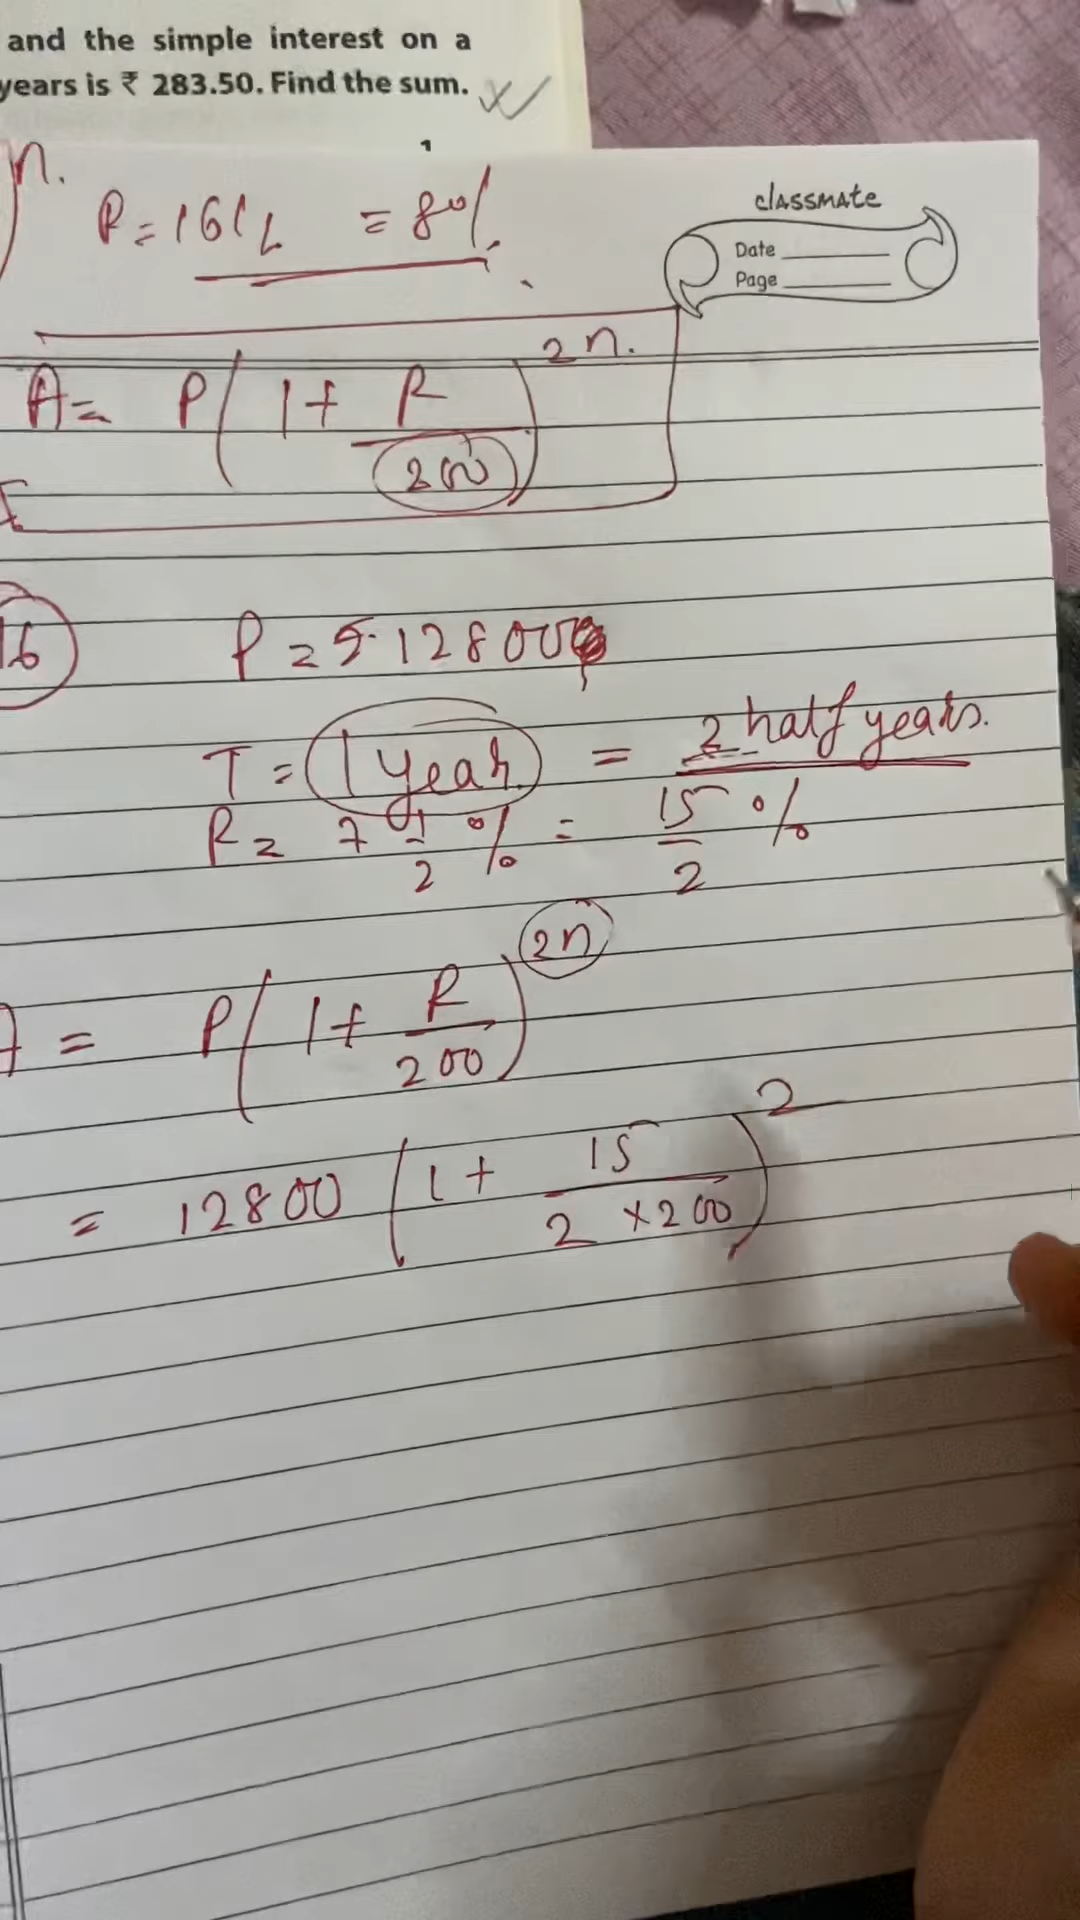 and the simple interest on a
years is ₹ 283.50. Find the sum.
n.
R = 16% = 8%.
classmate
Date
Page
A = P ( 1 + R / 200 )^2n.
16
P = 12800
T = 1 year = 2 half years.
R = 7 1/2 % = 15/2 %
A = P ( 1 + R / 200 )^2n
= 12800 ( 1 + 15 / 2 × 200 )^2